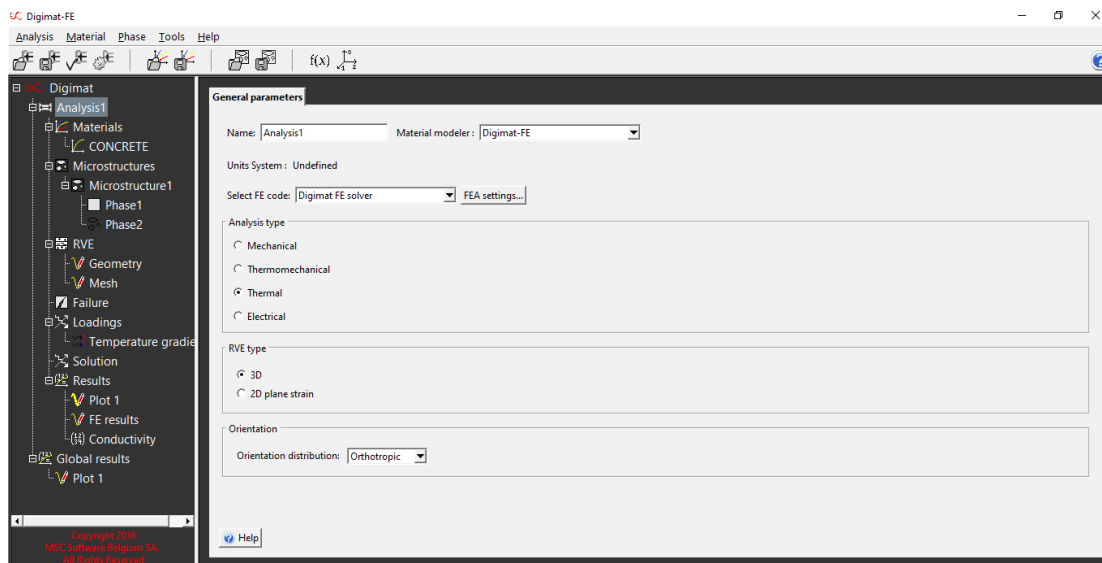 Digimat-FE
Analysis Material Phase Tools Help
f(x)
Digimat
Analysis1
Materials
CONCRETE
Microstructures
Microstructure1
Phase1
Phase2
RVE
Geometry
Mesh
Failure
Loadings
Temperature gradie
Solution
Results
Plot 1
FE results
Conductivity
Global results
Plot 1
Copyright 2016
MSC Software Belgium SA.
All Rights Reserved
General parameters
Name: Analysis1 Material modeler : Digimat-FE
Units System : Undefined
Select FE code: Digimat FE solver FEA settings...
Analysis type
Mechanical
Thermomechanical
Thermal
Electrical
RVE type
3D
2D plane strain
Orientation
Orientation distribution: Orthotropic
Help